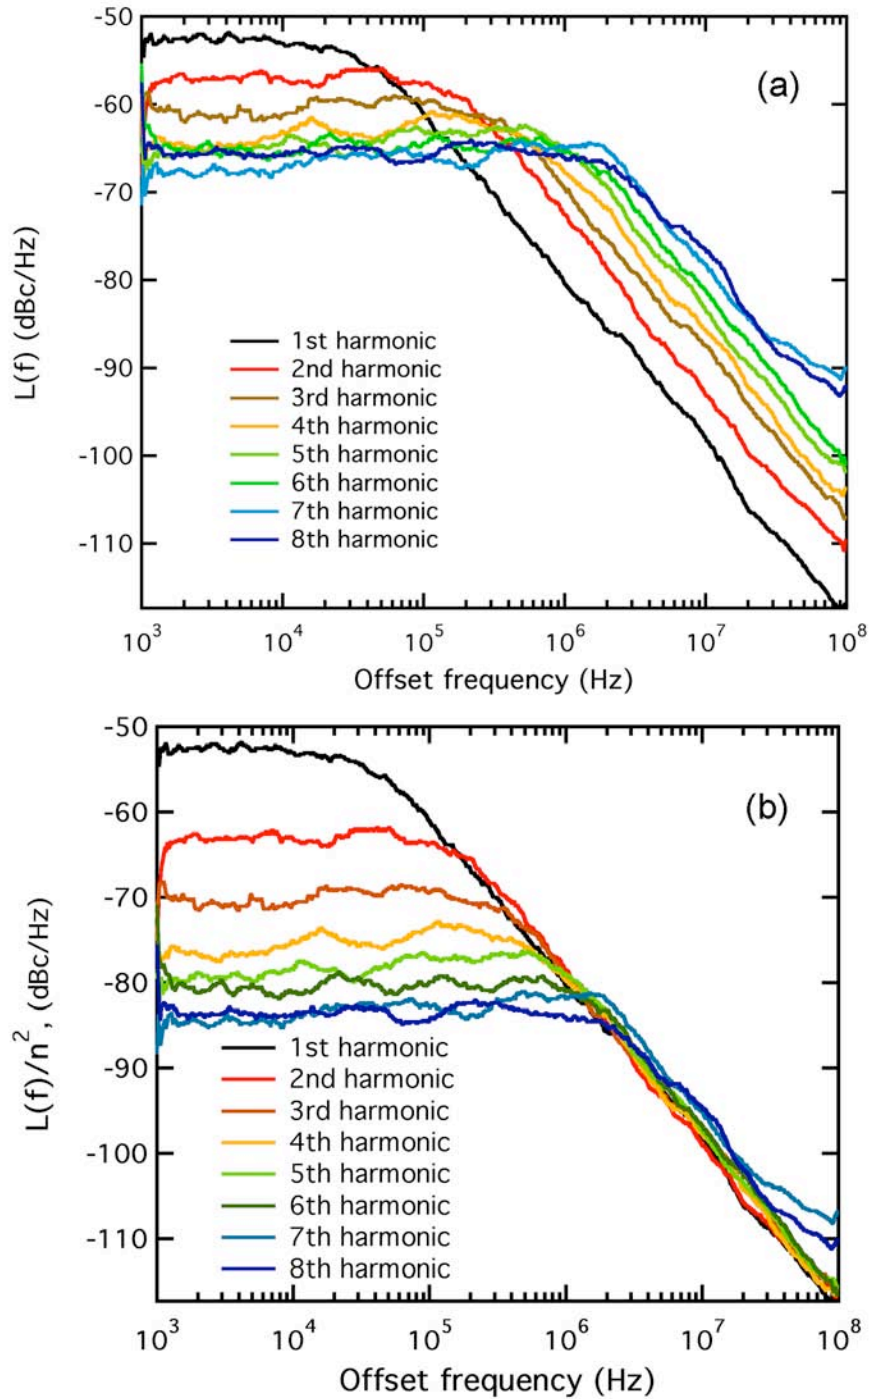 -50
-60
-70
-80
-90
-100
-110
L(f) (dBc/Hz)
(a)
1st harmonic
2nd harmonic
3rd harmonic
4th harmonic
5th harmonic
6th harmonic
7th harmonic
8th harmonic
10³ 10⁴ 10⁵ 10⁶ 10⁷ 10⁸
Offset frequency (Hz)
-50
-60
-70
-80
-90
-100
-110
L(f)/n², (dBc/Hz)
(b)
1st harmonic
2nd harmonic
3rd harmonic
4th harmonic
5th harmonic
6th harmonic
7th harmonic
8th harmonic
10³ 10⁴ 10⁵ 10⁶ 10⁷ 10⁸
Offset frequency (Hz)